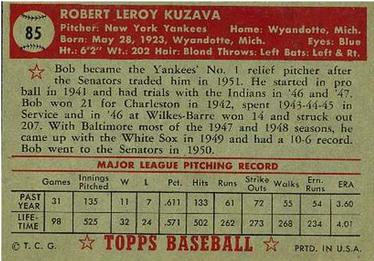 85
ROBERT LEROY KUZAVA
Pitcher: New York Yankees Home: Wyandotte, Mich.
Born: May 28, 1923, Wyandotte, Mich. Eyes: Blue
Ht.: 6'2" Wt. 202 Hair: Blond Throws: Left Bats: Left & Rt.
Bob became the Yankees' No. 1 relief pitcher after
the Senators traded him in 1951. He started in pro
ball in 1941 and had trials with the Indians in '46 and '47.
Bob won 21 for Charleston in 1942, spent 1943-44-45 in
Service and in '46 at Wilkes-Barre won 14 and struck out
207. With Baltimore most of the 1947 and 1948 seasons, he
came up with the White Sox in 1949 and had a 10-6 record.
Bob went to the Senators in 1950.
MAJOR LEAGUE PITCHING RECORD
Games Innings Pitched W L Pct. Hits Runs Strike Outs Walks Ern. Runs ERA
PAST YEAR 31 135 11 7 .611 133 61 72 55 54 3.60
LIFE-TIME 98 525 32 24 .571 502 262 273 268 234 4.01
© T. C. G. TOPPS BASEBALL PRTD. IN U.S.A.